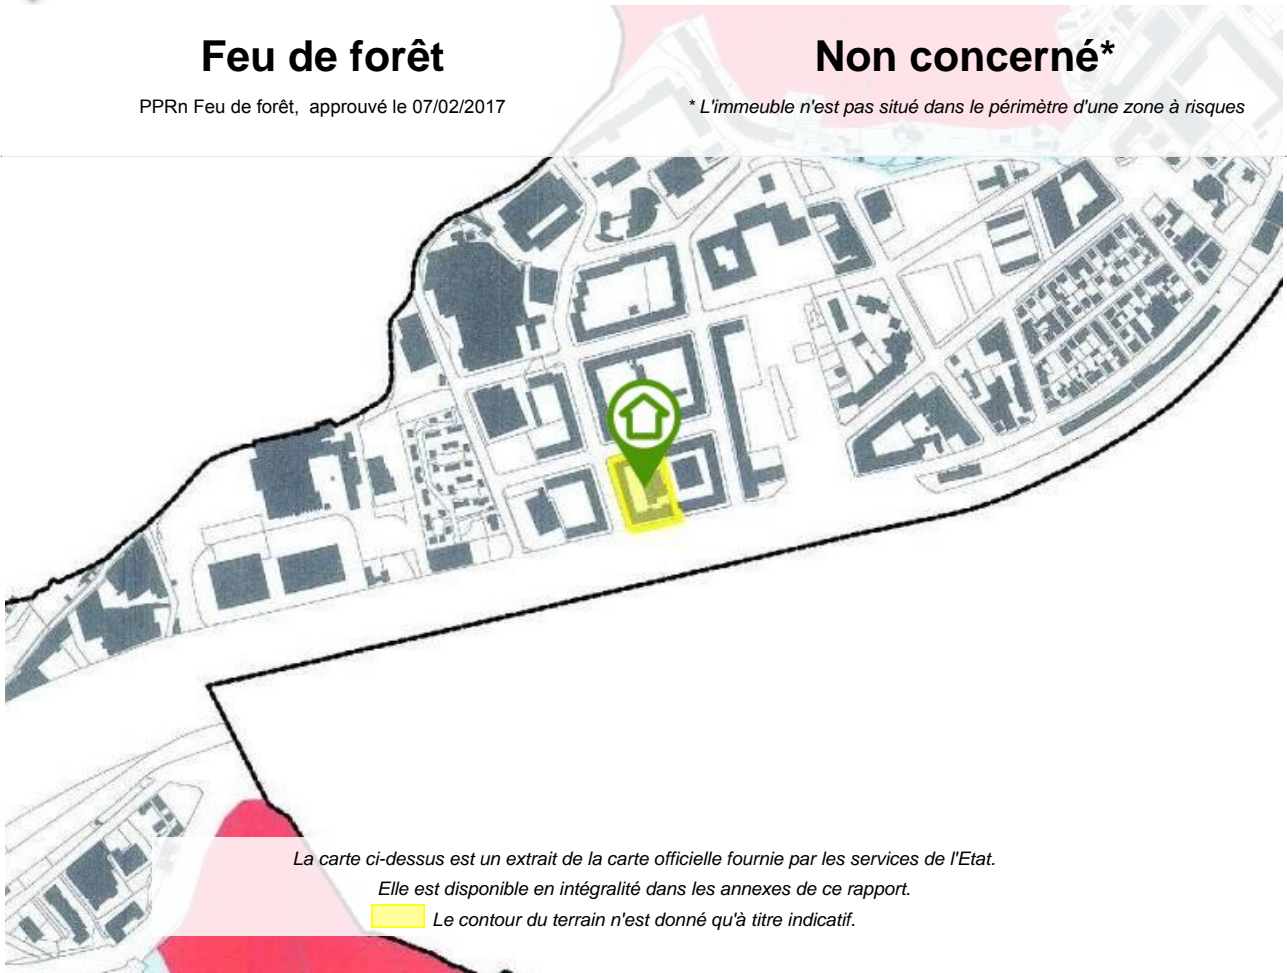 Feu de forêt
Non concerné*
PPRn Feu de forêt, approuvé le 07/02/2017
* L'immeuble n'est pas situé dans le périmètre d'une zone à risques
La carte ci-dessus est un extrait de la carte officielle fournie par les services de l'Etat.
Elle est disponible en intégralité dans les annexes de ce rapport.
Le contour du terrain n'est donné qu'à titre indicatif.